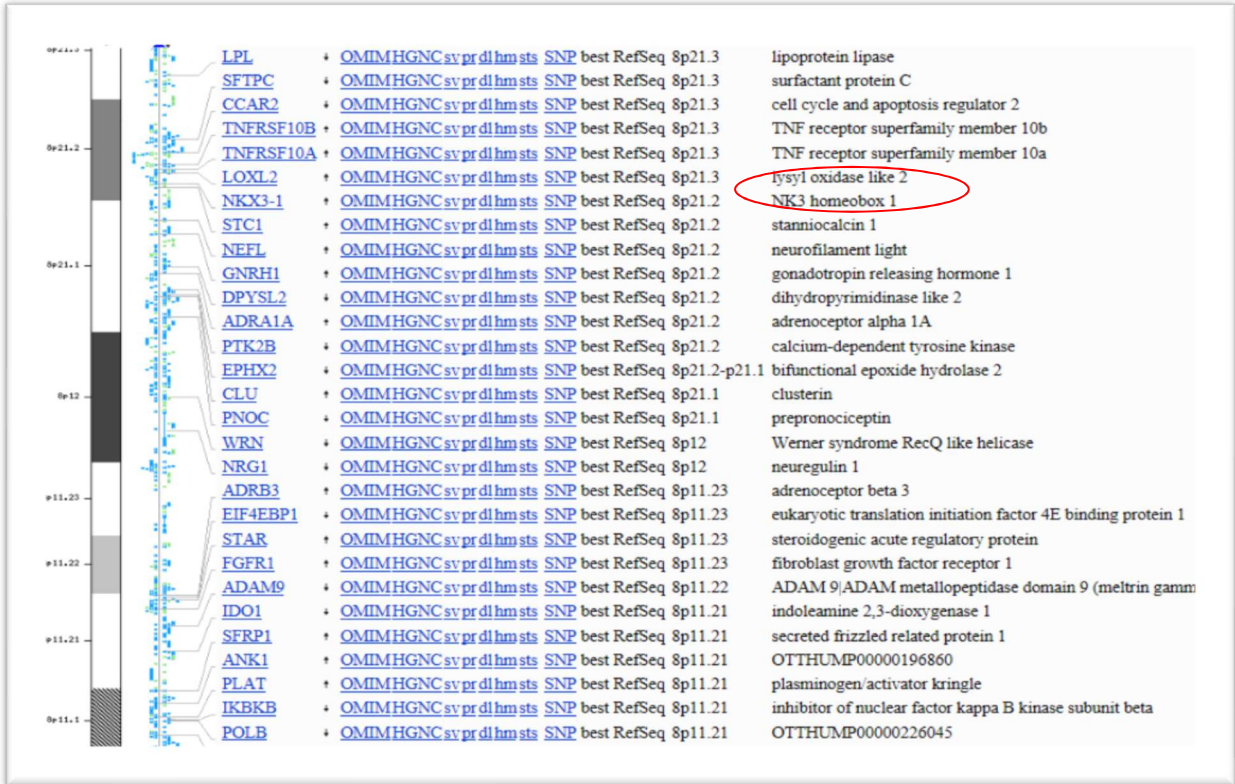 8p21.3
LPL ↓ OMIM HGNC sv pr dl hm sts SNP best RefSeq 8p21.3 lipoprotein lipase
SFTPC ↓ OMIM HGNC sv pr dl hm sts SNP best RefSeq 8p21.3 surfactant protein C
CCAR2 ↓ OMIM HGNC sv pr dl hm sts SNP best RefSeq 8p21.3 cell cycle and apoptosis regulator 2
TNFRSF10B ↑ OMIM HGNC sv pr dl hm sts SNP best RefSeq 8p21.3 TNF receptor superfamily member 10b
8p21.2
TNFRSF10A ↑ OMIM HGNC sv pr dl hm sts SNP best RefSeq 8p21.3 TNF receptor superfamily member 10a
LOXL2 ↑ OMIM HGNC sv pr dl hm sts SNP best RefSeq 8p21.3 lysyl oxidase like 2
NKX3-1 ↑ OMIM HGNC sv pr dl hm sts SNP best RefSeq 8p21.2 NK3 homeobox 1
STC1 ↑ OMIM HGNC sv pr dl hm sts SNP best RefSeq 8p21.2 stanniocalcin 1
NEFL ↑ OMIM HGNC sv pr dl hm sts SNP best RefSeq 8p21.2 neurofilament light
8p21.1
GNRH1 ↑ OMIM HGNC sv pr dl hm sts SNP best RefSeq 8p21.2 gonadotropin releasing hormone 1
DPYSL2 ↓ OMIM HGNC sv pr dl hm sts SNP best RefSeq 8p21.2 dihydropyrimidinase like 2
ADRA1A ↑ OMIM HGNC sv pr dl hm sts SNP best RefSeq 8p21.2 adrenoceptor alpha 1A
PTK2B ↓ OMIM HGNC sv pr dl hm sts SNP best RefSeq 8p21.2 calcium-dependent tyrosine kinase
EPHX2 ↓ OMIM HGNC sv pr dl hm sts SNP best RefSeq 8p21.2-p21.1 bifunctional epoxide hydrolase 2
8p12
CLU ↑ OMIM HGNC sv pr dl hm sts SNP best RefSeq 8p21.1 clusterin
PNOC ↓ OMIM HGNC sv pr dl hm sts SNP best RefSeq 8p21.1 prepronociceptin
WRN ↓ OMIM HGNC sv pr dl hm sts SNP best RefSeq 8p12 Werner syndrome RecQ like helicase
NRG1 ↓ OMIM HGNC sv pr dl hm sts SNP best RefSeq 8p12 neuregulin 1
p11.23
ADRB3 ↑ OMIM HGNC sv pr dl hm sts SNP best RefSeq 8p11.23 adrenoceptor beta 3
EIF4EBP1 ↓ OMIM HGNC sv pr dl hm sts SNP best RefSeq 8p11.23 eukaryotic translation initiation factor 4E binding protein 1
STAR ↑ OMIM HGNC sv pr dl hm sts SNP best RefSeq 8p11.23 steroidogenic acute regulatory protein
p11.22
FGFR1 ↑ OMIM HGNC sv pr dl hm sts SNP best RefSeq 8p11.23 fibroblast growth factor receptor 1
ADAM9 ↓ OMIM HGNC sv pr dl hm sts SNP best RefSeq 8p11.22 ADAM 9|ADAM metallopeptidase domain 9 (meltrin gamm
IDO1 ↓ OMIM HGNC sv pr dl hm sts SNP best RefSeq 8p11.21 indoleamine 2,3-dioxygenase 1
p11.21
SFRP1 ↑ OMIM HGNC sv pr dl hm sts SNP best RefSeq 8p11.21 secreted frizzled related protein 1
ANK1 ↑ OMIM HGNC sv pr dl hm sts SNP best RefSeq 8p11.21 OTTHUMP00000196860
PLAT ↑ OMIM HGNC sv pr dl hm sts SNP best RefSeq 8p11.21 plasminogen/activator kringle
IKBKB ↓ OMIM HGNC sv pr dl hm sts SNP best RefSeq 8p11.21 inhibitor of nuclear factor kappa B kinase subunit beta
8p11.1
POLB ↓ OMIM HGNC sv pr dl hm sts SNP best RefSeq 8p11.21 OTTHUMP00000226045